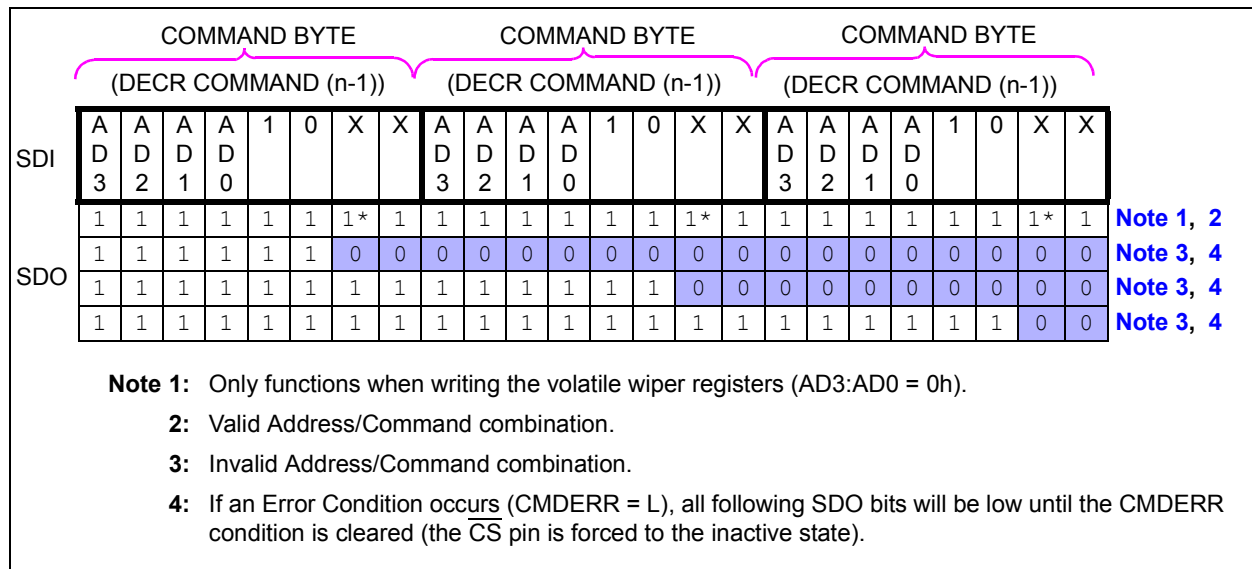 COMMAND BYTE COMMAND BYTE COMMAND BYTE
(DECR COMMAND (n-1)) (DECR COMMAND (n-1)) (DECR COMMAND (n-1))
SDI
A A A A 1 0 X X A A A A 1 0 X X A A A A 1 0 X X
D D D D D D D D D D D D
3 2 1 0 3 2 1 0 3 2 1 0
SDO
1 1 1 1 1 1 1* 1 1 1 1 1 1 1 1* 1 1 1 1 1 1 1 1* 1 Note 1, 2
1 1 1 1 1 1 0 0 0 0 0 0 0 0 0 0 0 0 0 0 0 0 0 0 Note 3, 4
1 1 1 1 1 1 1 1 1 1 1 1 1 1 0 0 0 0 0 0 0 0 0 0 Note 3, 4
1 1 1 1 1 1 1 1 1 1 1 1 1 1 1 1 1 1 1 1 1 1 0 0 Note 3, 4
Note 1: Only functions when writing the volatile wiper registers (AD3:AD0 = 0h).
2: Valid Address/Command combination.
3: Invalid Address/Command combination.
4: If an Error Condition occurs (CMDERR = L), all following SDO bits will be low until the CMDERR
condition is cleared (the C̅S̅ pin is forced to the inactive state).